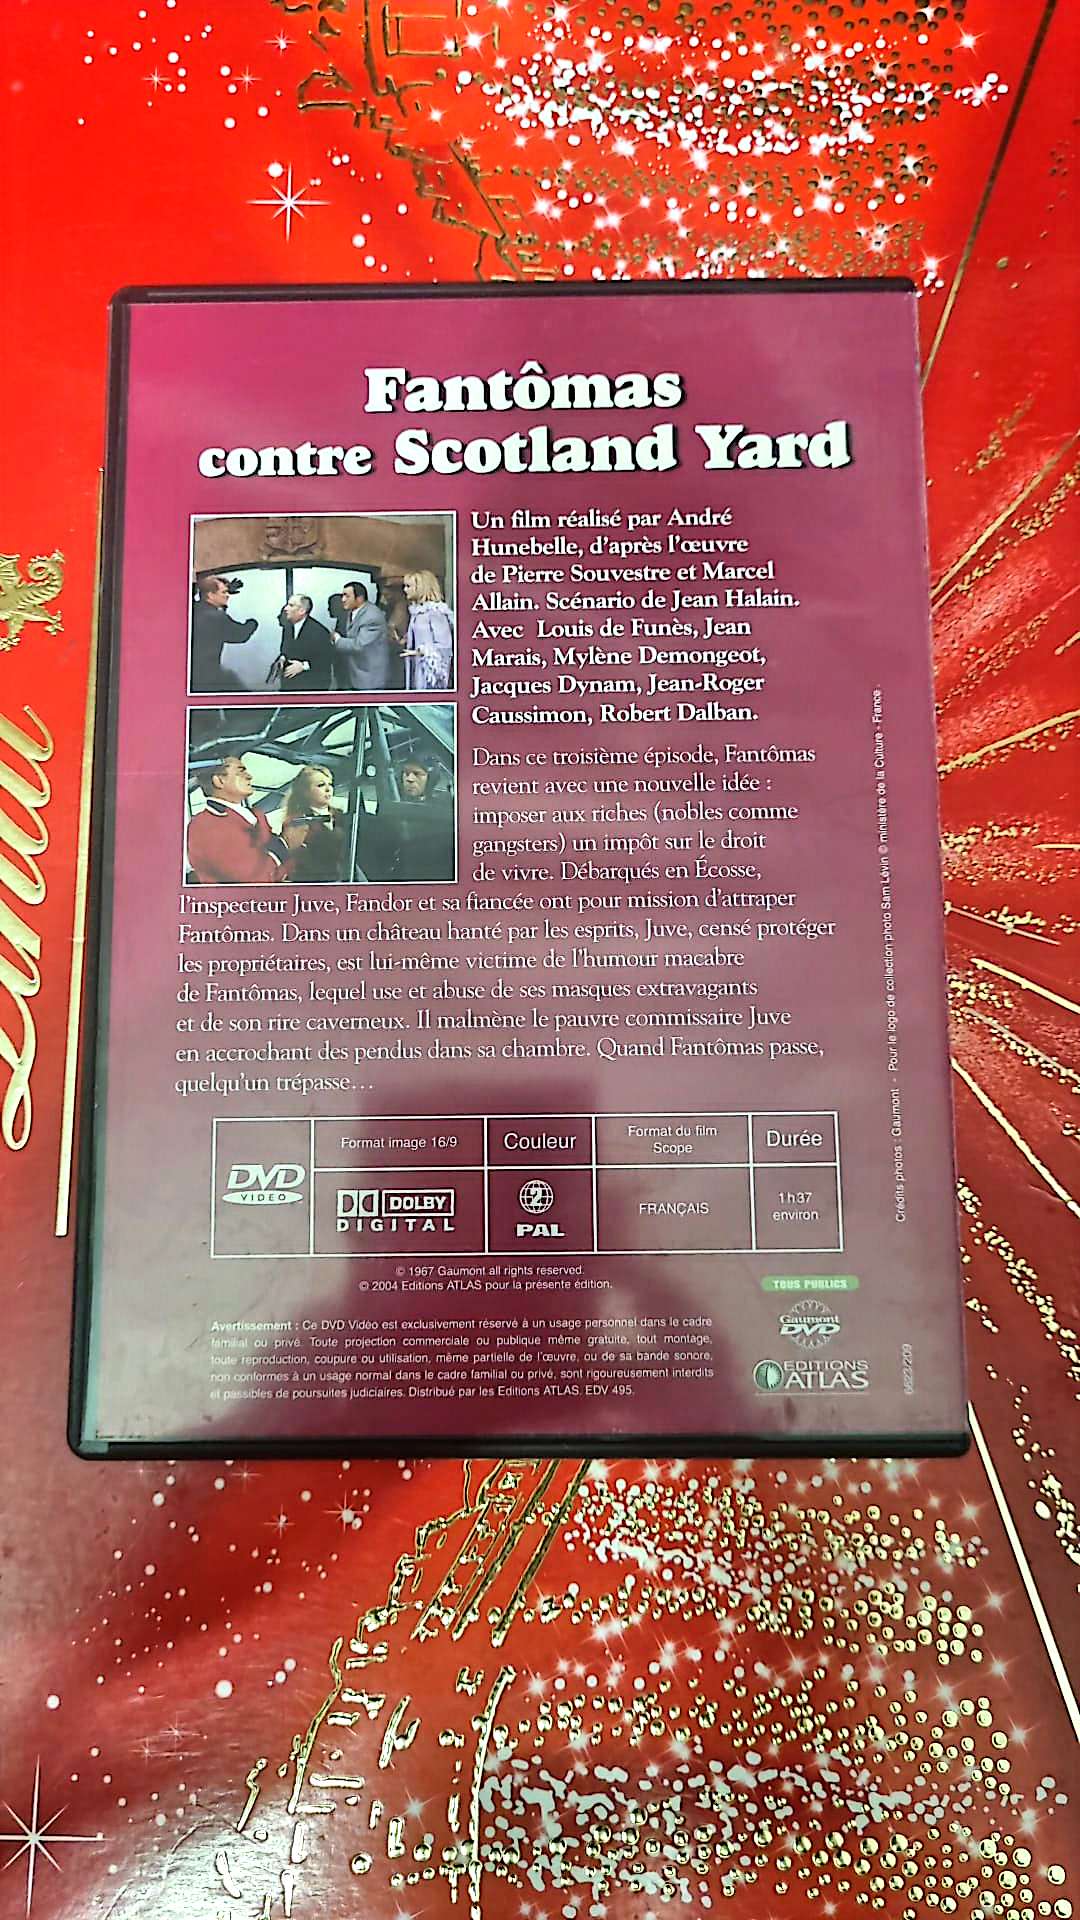 Fantômas
contre Scotland Yard
Un film réalisé par André
Hunebelle, d'après l'œuvre
de Pierre Souvestre et Marcel
Allain. Scénario de Jean Halain.
Avec Louis de Funès, Jean
Marais, Mylène Demongeot,
Jacques Dynam, Jean-Roger
Caussimon, Robert Dalban.
Dans ce troisième épisode, Fantômas
revient avec une nouvelle idée :
imposer aux riches (nobles comme
gangsters) un impôt sur le droit
de vivre. Débarqués en Écosse,
l'inspecteur Juve, Fandor et sa fiancée ont pour mission d'attraper
Fantômas. Dans un château hanté par les esprits, Juve, censé protéger
les propriétaires, est lui-même victime de l'humour macabre
de Fantômas, lequel use et abuse de ses masques extravagants
et de son rire caverneux. Il malmène le pauvre commissaire Juve
en accrochant des pendus dans sa chambre. Quand Fantômas passe,
quelqu'un trépasse…
DVD
VIDEO
Format image 16/9
DOLBY
DIGITAL
Couleur
2
PAL
Format du film
Scope
FRANÇAIS
Durée
1h37
environ
© 1967 Gaumont all rights reserved.
© 2004 Editions ATLAS pour la présente édition.
Avertissement : Ce DVD Vidéo est exclusivement réservé à un usage personnel dans le cadre
familial ou privé. Toute projection commerciale ou publique même gratuite, tout montage,
toute reproduction, coupure ou utilisation, même partielle de l'œuvre, ou de sa bande sonore,
non conformes à un usage normal dans le cadre familial ou privé, sont rigoureusement interdits
et passibles de poursuites judiciaires. Distribué par les Editions ATLAS. EDV 495.
TOUS PUBLICS
Gaumont
DVD
EDITIONS
ATLAS
Crédits photos : Gaumont - Pour le logo de collection photo Sam Lévin © ministère de la Culture - France.
6622/209